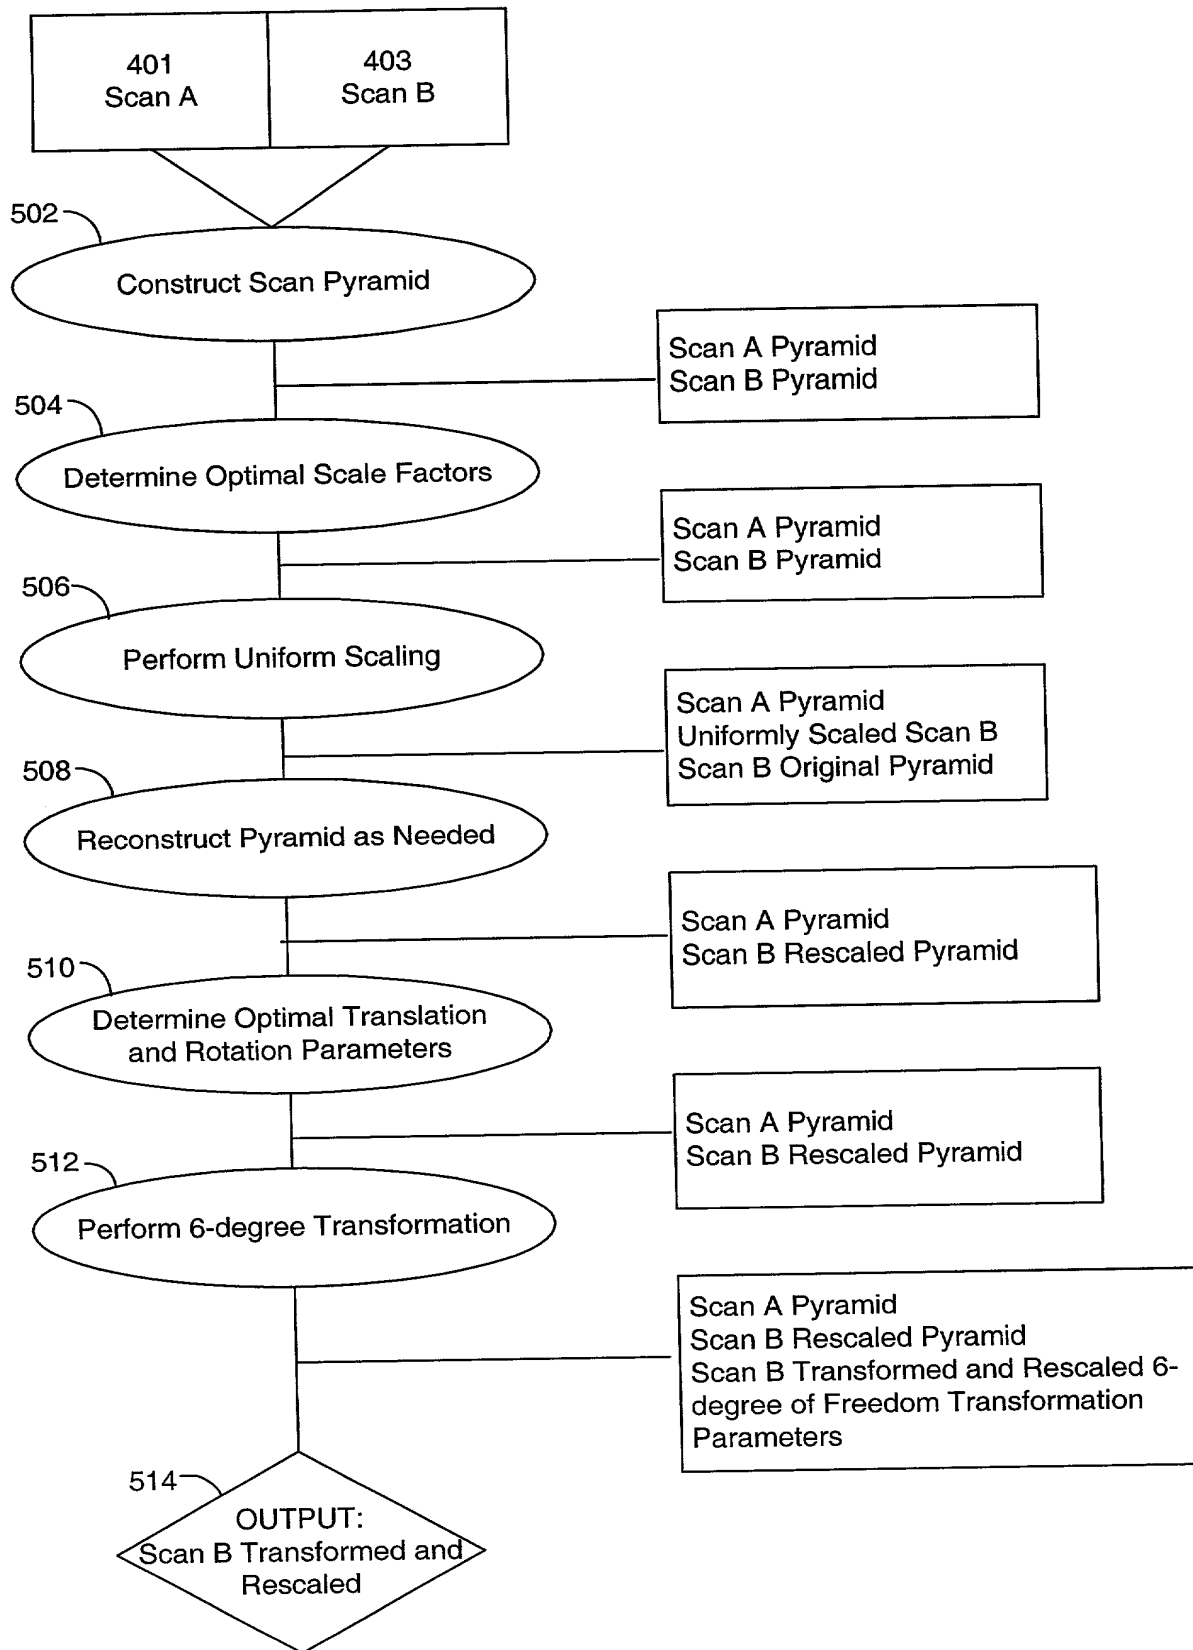 401
Scan A
403
Scan B
502
Construct Scan Pyramid
Scan A Pyramid
Scan B Pyramid
504
Determine Optimal Scale Factors
Scan A Pyramid
Scan B Pyramid
506
Perform Uniform Scaling
Scan A Pyramid
Uniformly Scaled Scan B
Scan B Original Pyramid
508
Reconstruct Pyramid as Needed
Scan A Pyramid
Scan B Rescaled Pyramid
510
Determine Optimal Translation
and Rotation Parameters
Scan A Pyramid
Scan B Rescaled Pyramid
512
Perform 6-degree Transformation
Scan A Pyramid
Scan B Rescaled Pyramid
Scan B Transformed and Rescaled 6-
degree of Freedom Transformation
Parameters
514
OUTPUT:
Scan B Transformed and
Rescaled